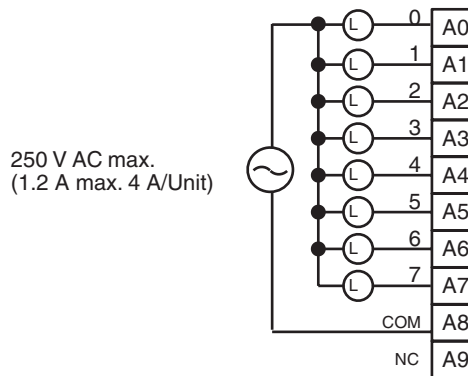 L 0 A0
L 1 A1
L 2 A2
L 3 A3
250 V AC max.
(1.2 A max. 4 A/Unit)
L 4 A4
L 5 A5
L 6 A6
L 7 A7
COM A8
NC A9